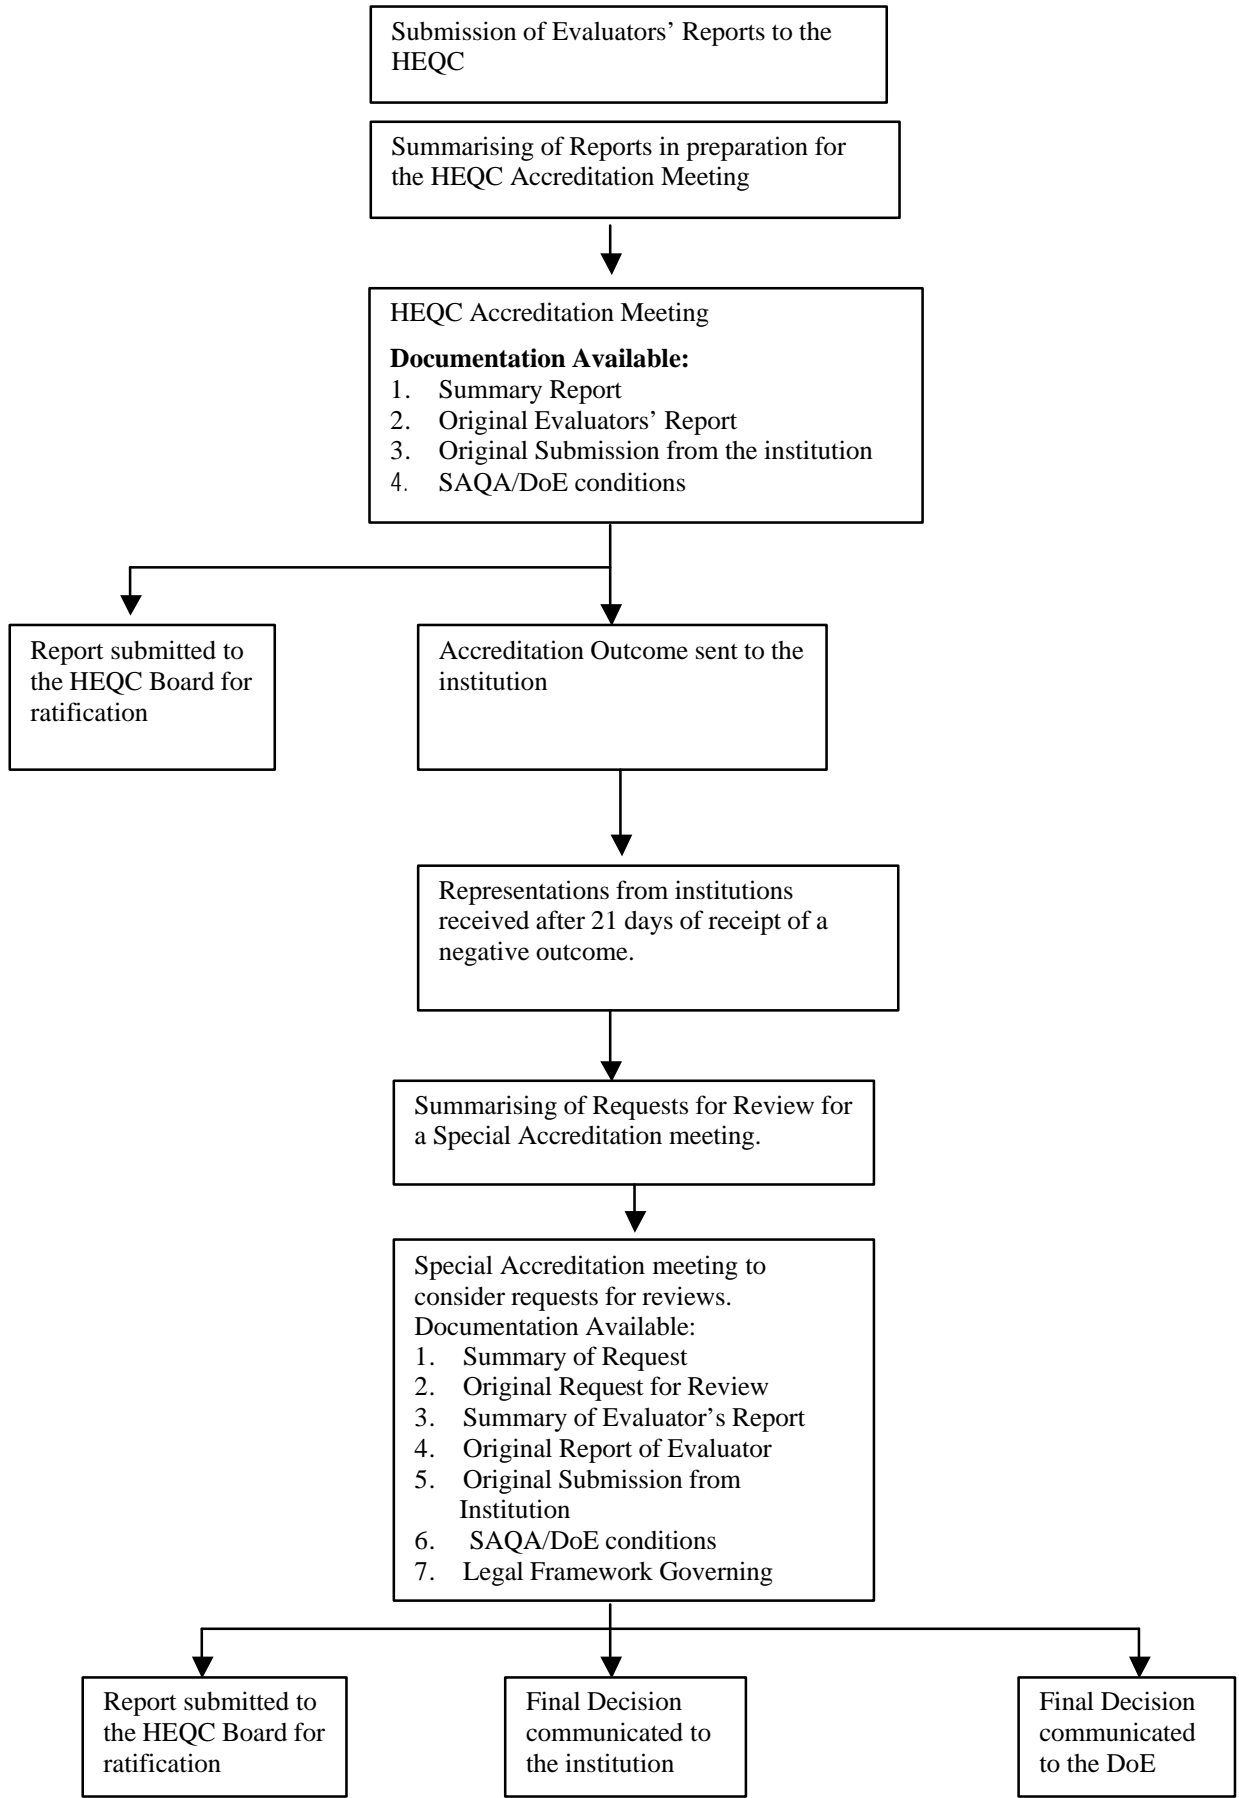 Submission of Evaluators’ Reports to the
HEQC
Summarising of Reports in preparation for
the HEQC Accreditation Meeting
HEQC Accreditation Meeting
Documentation Available:
1. Summary Report
2. Original Evaluators’ Report
3. Original Submission from the institution
4. SAQA/DoE conditions
Report submitted to
the HEQC Board for
ratification
Accreditation Outcome sent to the
institution
Representations from institutions
received after 21 days of receipt of a
negative outcome.
Summarising of Requests for Review for
a Special Accreditation meeting.
Special Accreditation meeting to
consider requests for reviews.
Documentation Available:
1. Summary of Request
2. Original Request for Review
3. Summary of Evaluator’s Report
4. Original Report of Evaluator
5. Original Submission from
Institution
6. SAQA/DoE conditions
7. Legal Framework Governing
Report submitted to
the HEQC Board for
ratification
Final Decision
communicated to
the institution
Final Decision
communicated
to the DoE